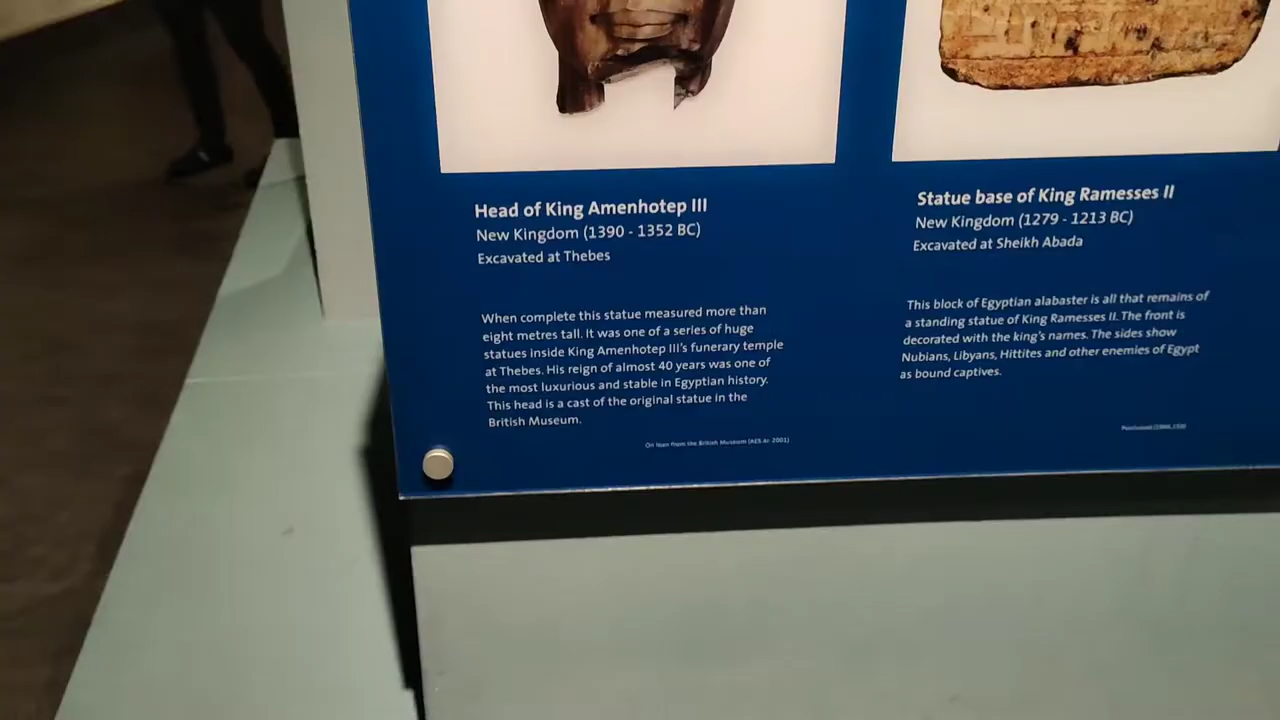 Head of King Amenhotep III
New Kingdom (1390 - 1352 BC)
Excavated at Thebes
When complete this statue measured more than
eight metres tall. It was one of a series of huge
statues inside King Amenhotep III's funerary temple
at Thebes. His reign of almost 40 years was one of
the most luxurious and stable in Egyptian history.
This head is a cast of the original statue in the
British Museum.
On loan from the British Museum (AES Ar 2001)
Statue base of King Ramesses II
New Kingdom (1279 - 1213 BC)
Excavated at Sheikh Abada
This block of Egyptian alabaster is all that remains of
a standing statue of King Ramesses II. The front is
decorated with the king's names. The sides show
Nubians, Libyans, Hittites and other enemies of Egypt
as bound captives.